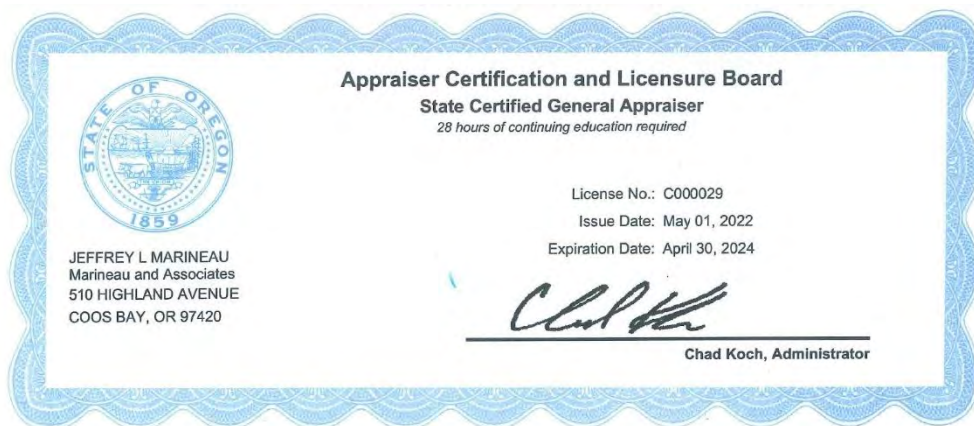 Appraiser Certification and Licensure Board
State Certified General Appraiser
28 hours of continuing education required
STATE OF OREGON
1859
License No.: C000029
Issue Date: May 01, 2022
Expiration Date: April 30, 2024
JEFFREY L MARINEAU
Marineau and Associates
510 HIGHLAND AVENUE
COOS BAY, OR 97420
Chad Koch, Administrator